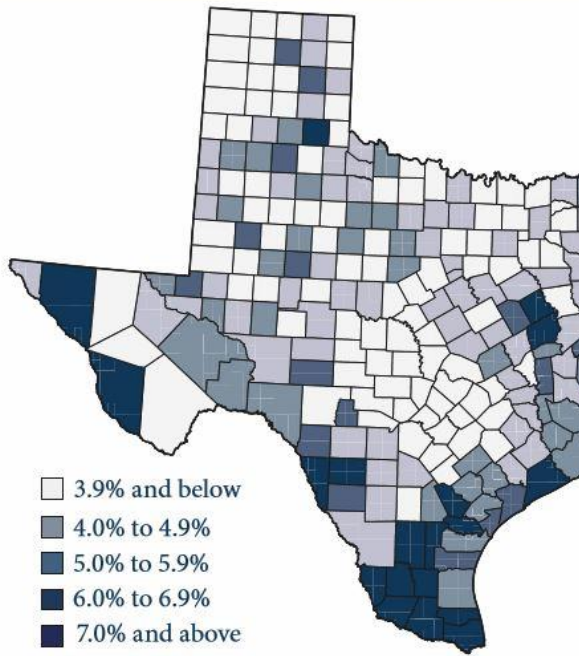 3.9% and below
4.0% to 4.9%
5.0% to 5.9%
6.0% to 6.9%
7.0% and above